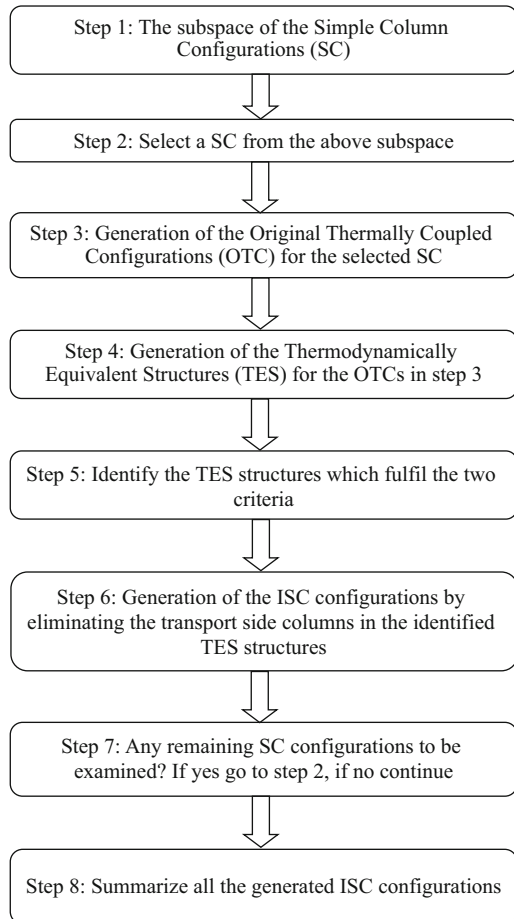 Step 1: The subspace of the Simple Column
Configurations (SC)
Step 2: Select a SC from the above subspace
Step 3: Generation of the Original Thermally Coupled
Configurations (OTC) for the selected SC
Step 4: Generation of the Thermodynamically
Equivalent Structures (TES) for the OTCs in step 3
Step 5: Identify the TES structures which fulfil the two
criteria
Step 6: Generation of the ISC configurations by
eliminating the transport side columns in the identified
TES structures
Step 7: Any remaining SC configurations to be
examined? If yes go to step 2, if no continue
Step 8: Summarize all the generated ISC configurations